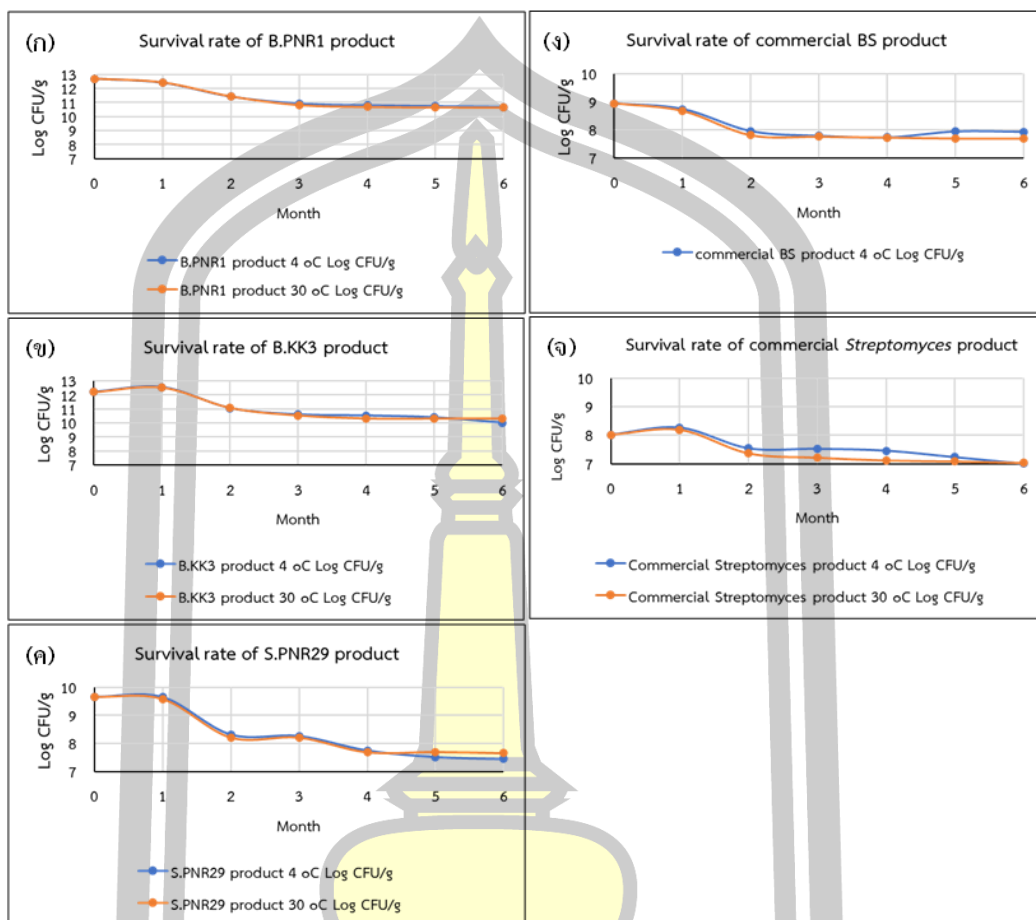 (ก)
Survival rate of B.PNR1 product
Log CFU/g
13
12
11
10
9
8
7
0 1 2 3 4 5 6
Month
B.PNR1 product 4 oC Log CFU/g
B.PNR1 product 30 oC Log CFU/g
(ข)
Survival rate of B.KK3 product
Log CFU/g
13
12
11
10
9
8
7
0 1 2 3 4 5 6
Month
B.KK3 product 4 oC Log CFU/g
B.KK3 product 30 oC Log CFU/g
(ค)
Survival rate of S.PNR29 product
Log CFU/g
10
9
8
7
0 1 2 3 4 5 6
Month
S.PNR29 product 4 oC Log CFU/g
S.PNR29 product 30 oC Log CFU/g
(ง)
Survival rate of commercial BS product
Log CFU/g
10
9
8
7
0 1 2 3 4 5 6
Month
commercial BS product 4 oC Log CFU/g
(จ)
Survival rate of commercial Streptomyces product
Log CFU/g
10
9
8
7
0 1 2 3 4 5 6
Month
Commercial Streptomyces product 4 oC Log CFU/g
Commercial Streptomyces product 30 oC Log CFU/g